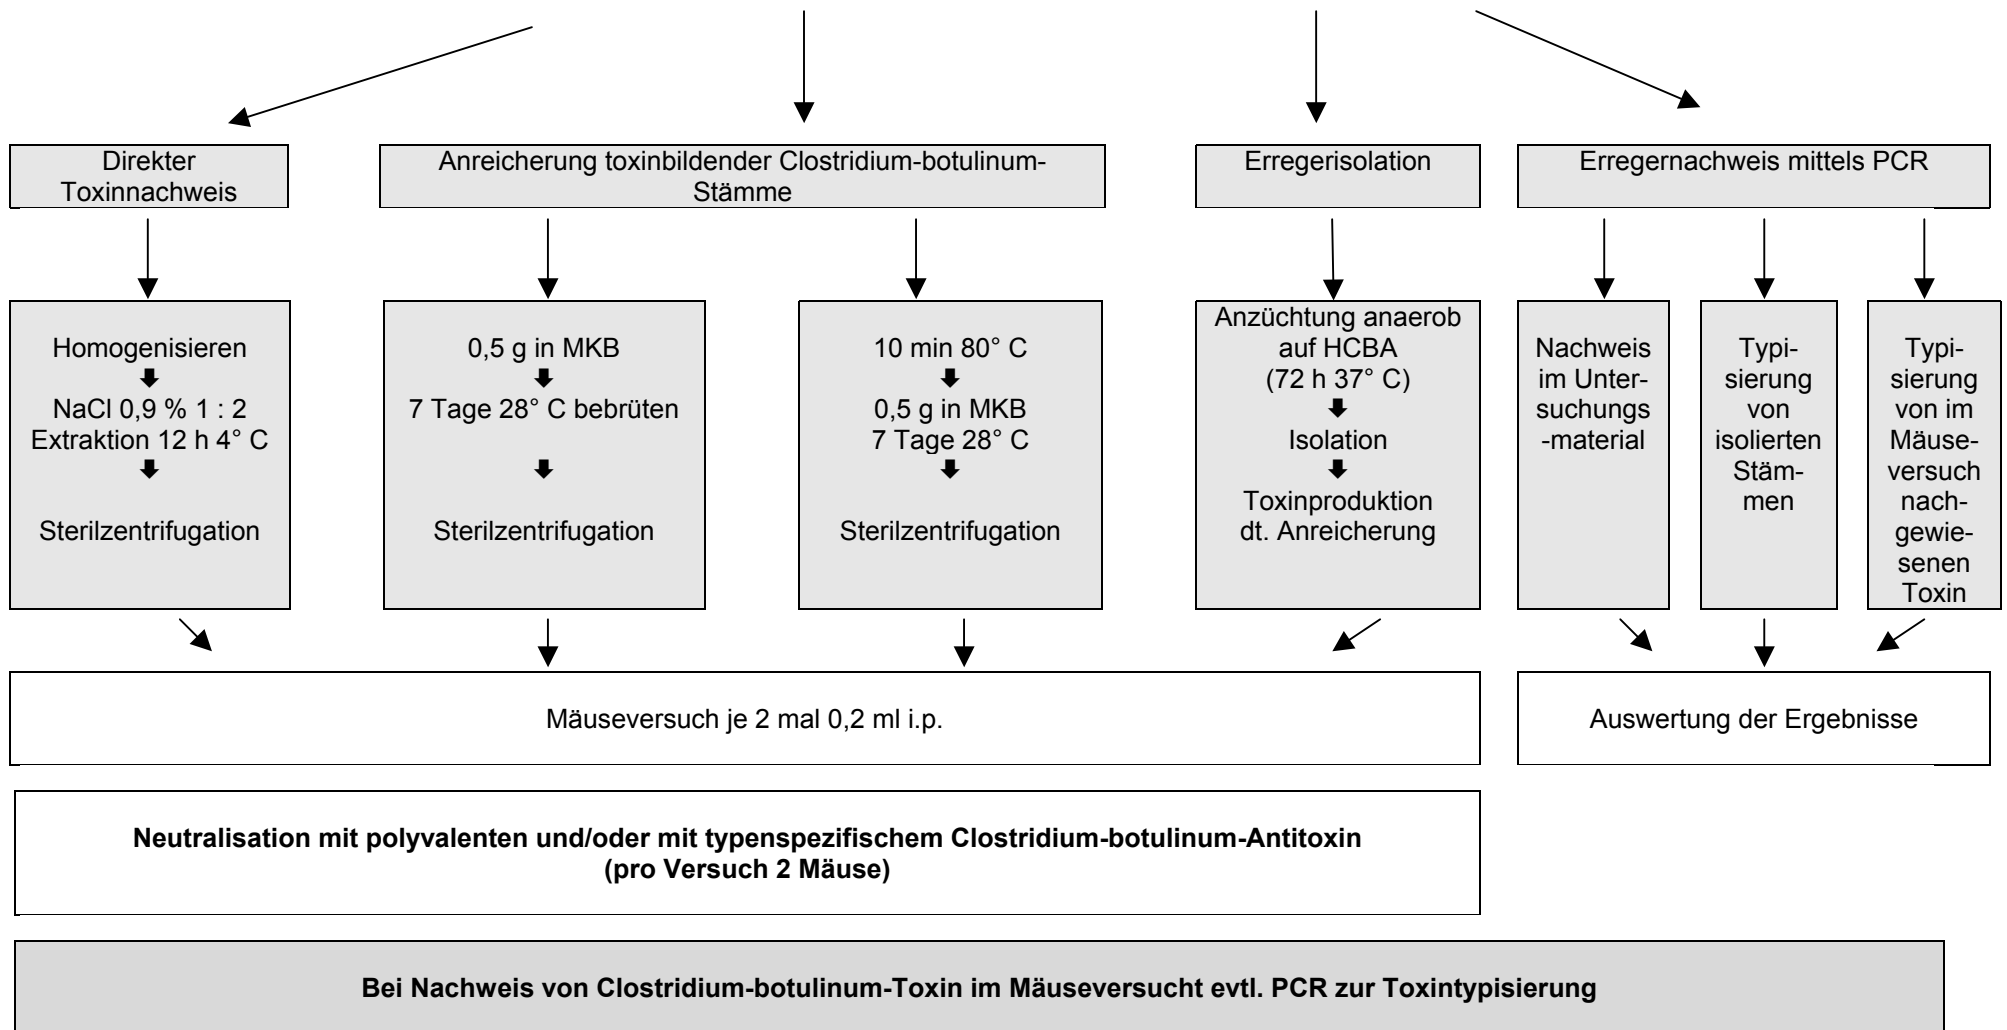 Direkter
Toxinnachweis
Anreicherung toxinbildender Clostridium-botulinum-
Stämme
Erregerisolation
Erregernachweis mittels PCR
Homogenisieren
NaCl 0,9 % 1 : 2
Extraktion 12 h 4° C
Sterilzentrifugation
0,5 g in MKB
7 Tage 28° C bebrüten
Sterilzentrifugation
10 min 80° C
0,5 g in MKB
7 Tage 28° C
Sterilzentrifugation
Anzüchtung anaerob
auf HCBA
(72 h 37° C)
Isolation
Toxinproduktion
dt. Anreicherung
Nachweis
im Unter-
suchungs
-material
Typi-
sierung
von
isolierten
Stäm-
men
Typi-
sierung
von im
Mäuse-
versuch
nach-
gewie-
senen
Toxin
Mäuseversuch je 2 mal 0,2 ml i.p.
Auswertung der Ergebnisse
Neutralisation mit polyvalenten und/oder mit typenspezifischem Clostridium-botulinum-Antitoxin
(pro Versuch 2 Mäuse)
Bei Nachweis von Clostridium-botulinum-Toxin im Mäuseversucht evtl. PCR zur Toxintypisierung